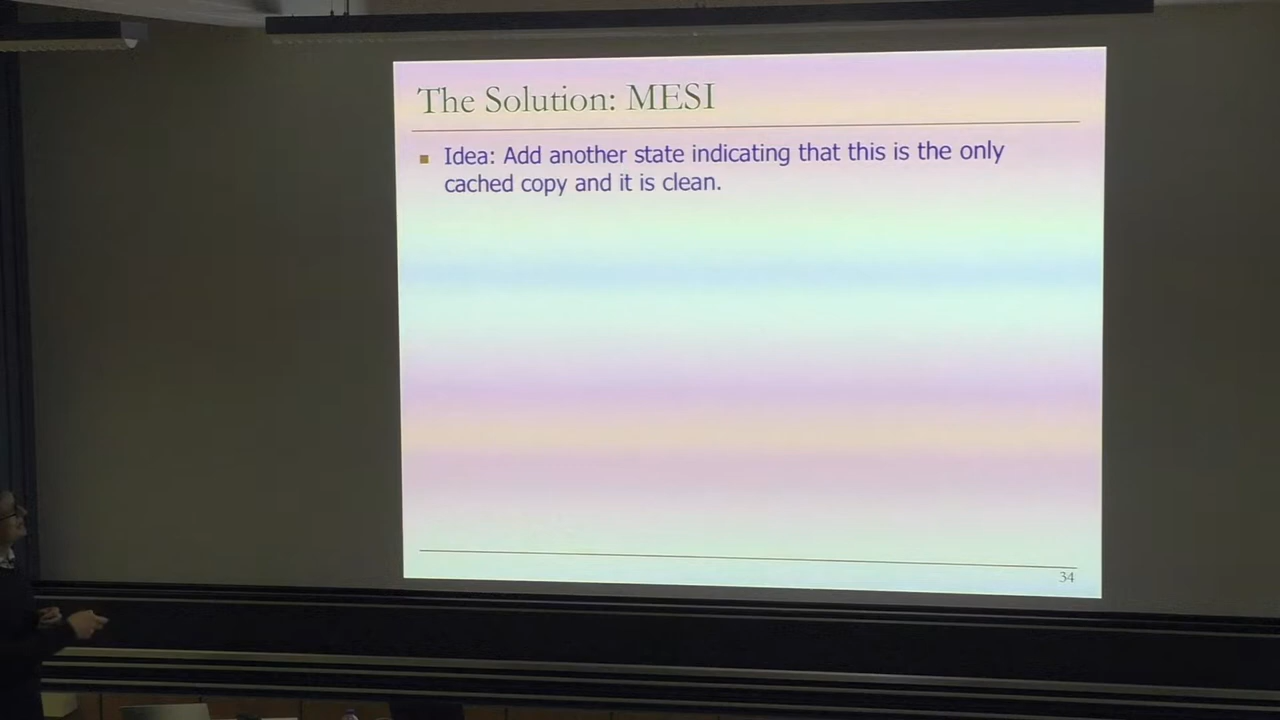 The Solution: MESI
Idea: Add another state indicating that this is the only
cached copy and it is clean.
34